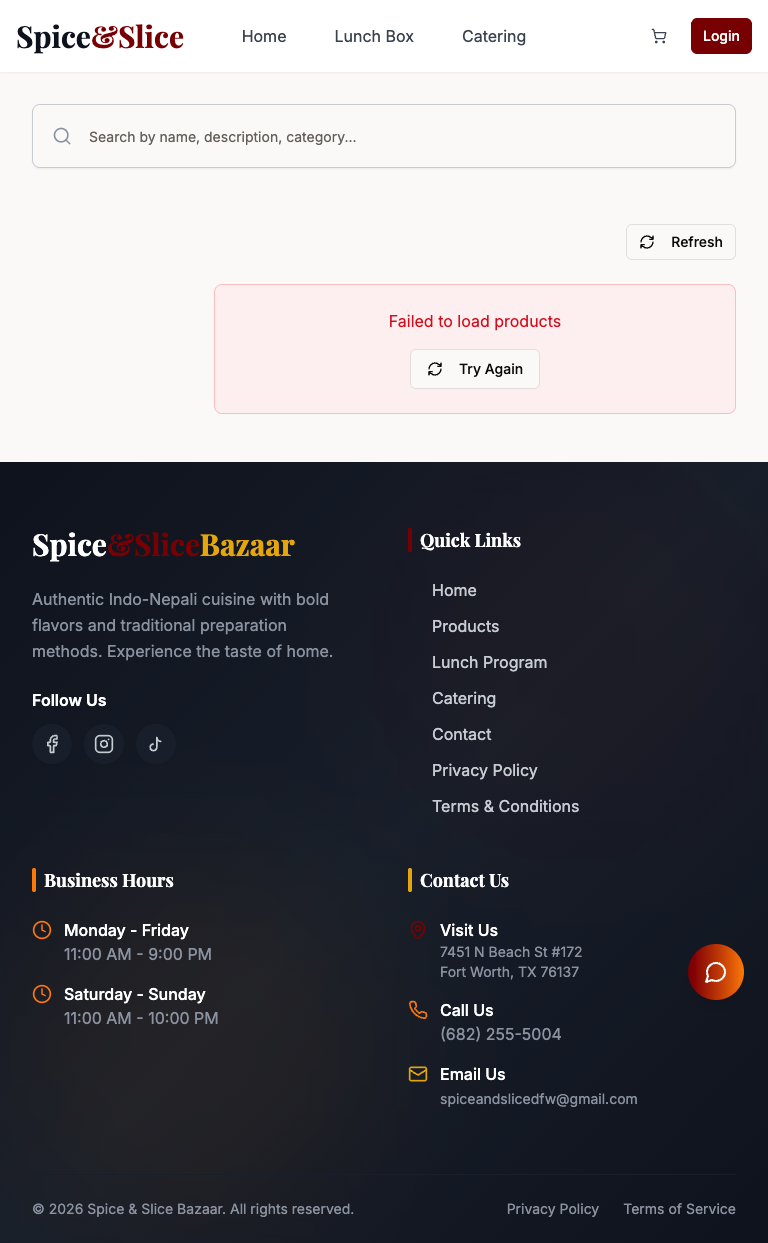 Spice&Slice
Home
Lunch Box
Catering
Login
Search by name, description, category...
Refresh
Failed to load products
Try Again
Spice&SliceBazaar
Authentic Indo-Nepali cuisine with bold
flavors and traditional preparation
methods. Experience the taste of home.
Follow Us
Quick Links
Home
Products
Lunch Program
Catering
Contact
Privacy Policy
Terms & Conditions
Business Hours
Monday - Friday
11:00 AM - 9:00 PM
Saturday - Sunday
11:00 AM - 10:00 PM
Contact Us
Visit Us
7451 N Beach St #172
Fort Worth, TX 76137
Call Us
(682) 255-5004
Email Us
spiceandslicedfw@gmail.com
© 2026 Spice & Slice Bazaar. All rights reserved.
Privacy Policy
Terms of Service